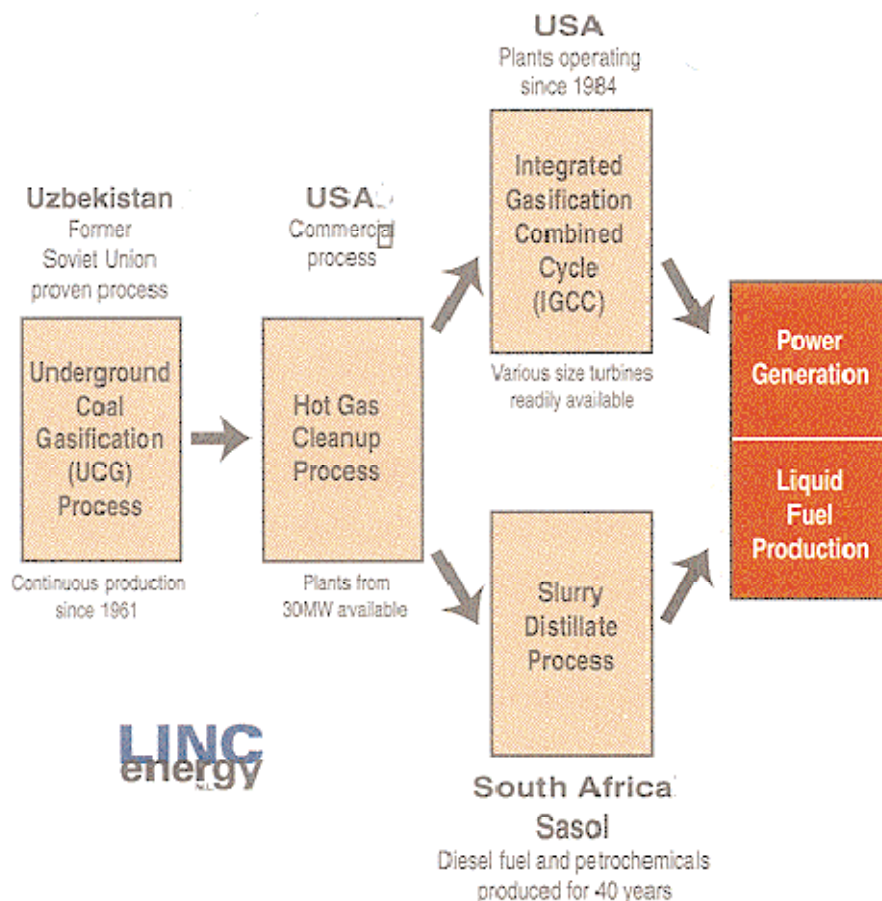 Uzbekistan
Former
Soviet Union
proven process
Underground
Coal
Gasification
(UCG)
Process
Continuous production
since 1961
USA
Commercial
process
Hot Gas
Cleanup
Process
Plants from
30MW available
USA
Plants operating
since 1984
Integrated
Gasification
Combined
Cycle
(IGCC)
Various size turbines
readily available
Slurry
Distillate
Process
South Africa
Sasol
Diesel fuel and petrochemicals
produced for 40 years
Power
Generation
Liquid
Fuel
Production
LINC
energy
N.L.